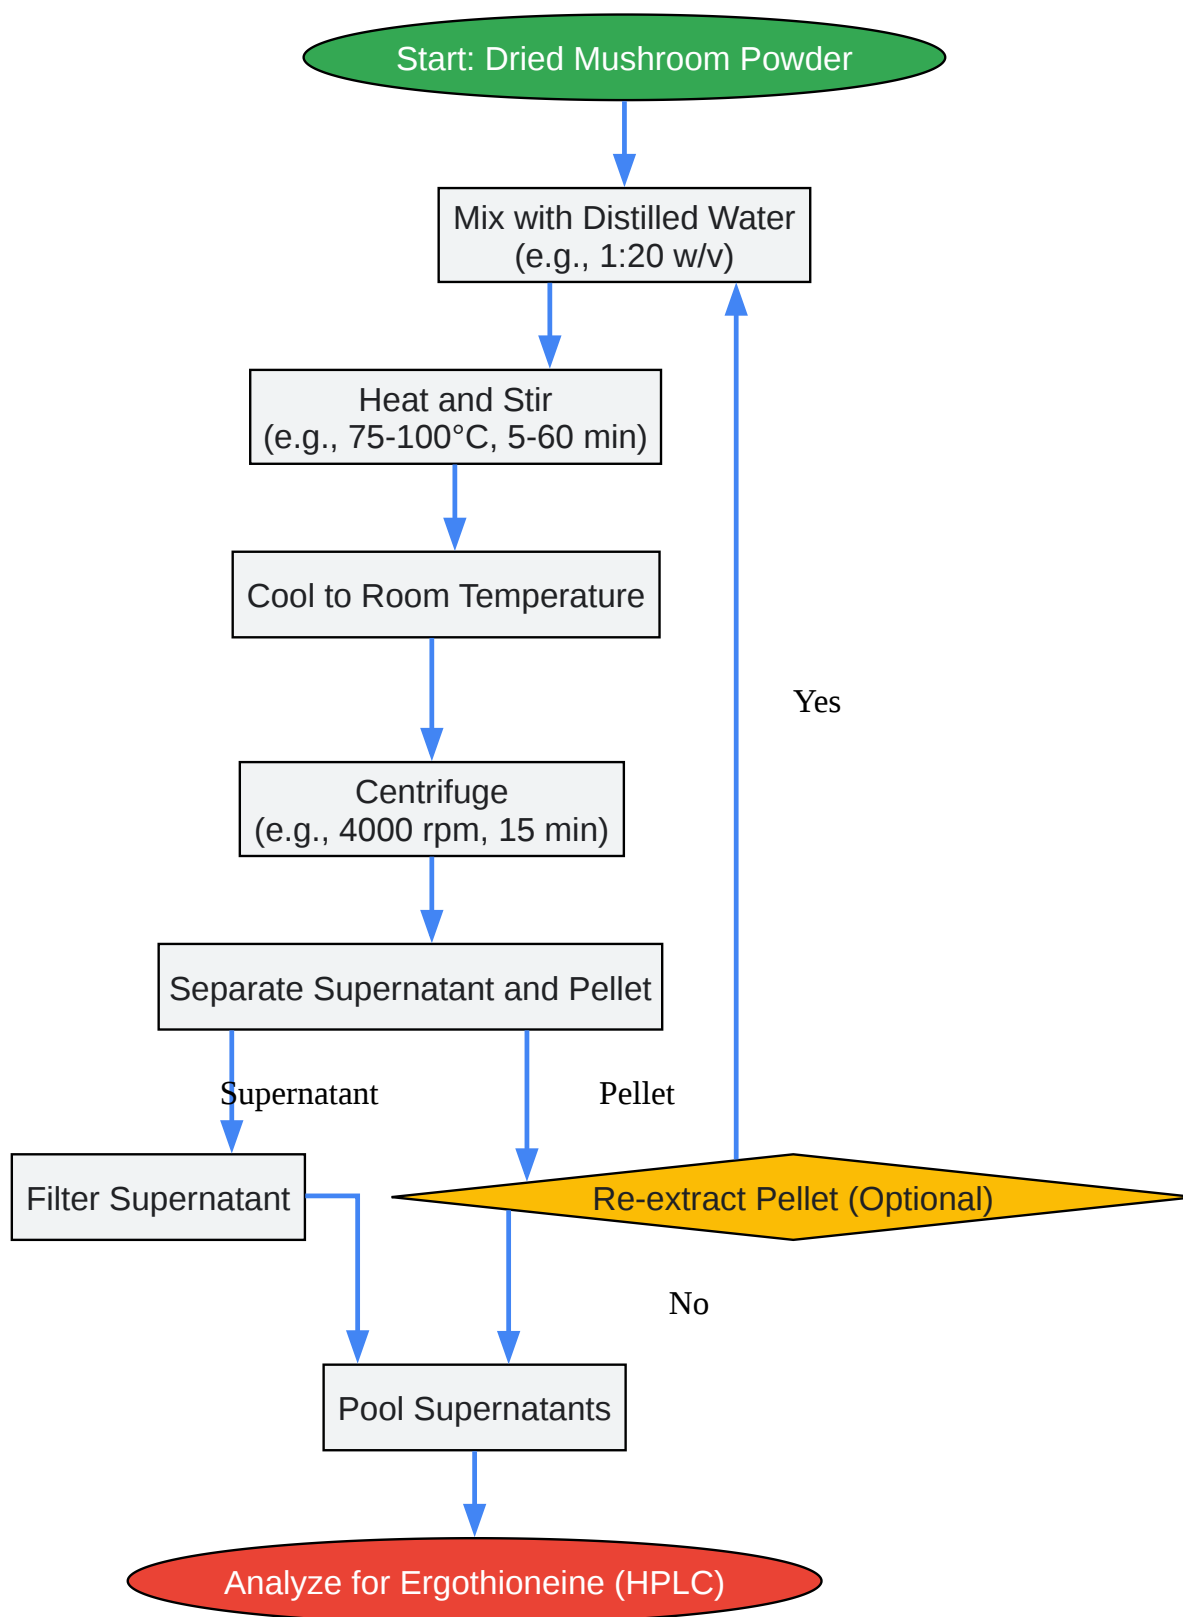 Start: Dried Mushroom Powder
Mix with Distilled Water
(e.g., 1:20 w/v)
Heat and Stir
(e.g., 75-100°C, 5-60 min)
Cool to Room Temperature
Yes
Centrifuge
(e.g., 4000 rpm, 15 min)
Separate Supernatant and Pellet
Supernatant
Pellet
Filter Supernatant
Re-extract Pellet (Optional)
No
Pool Supernatants
Analyze for Ergothioneine (HPLC)